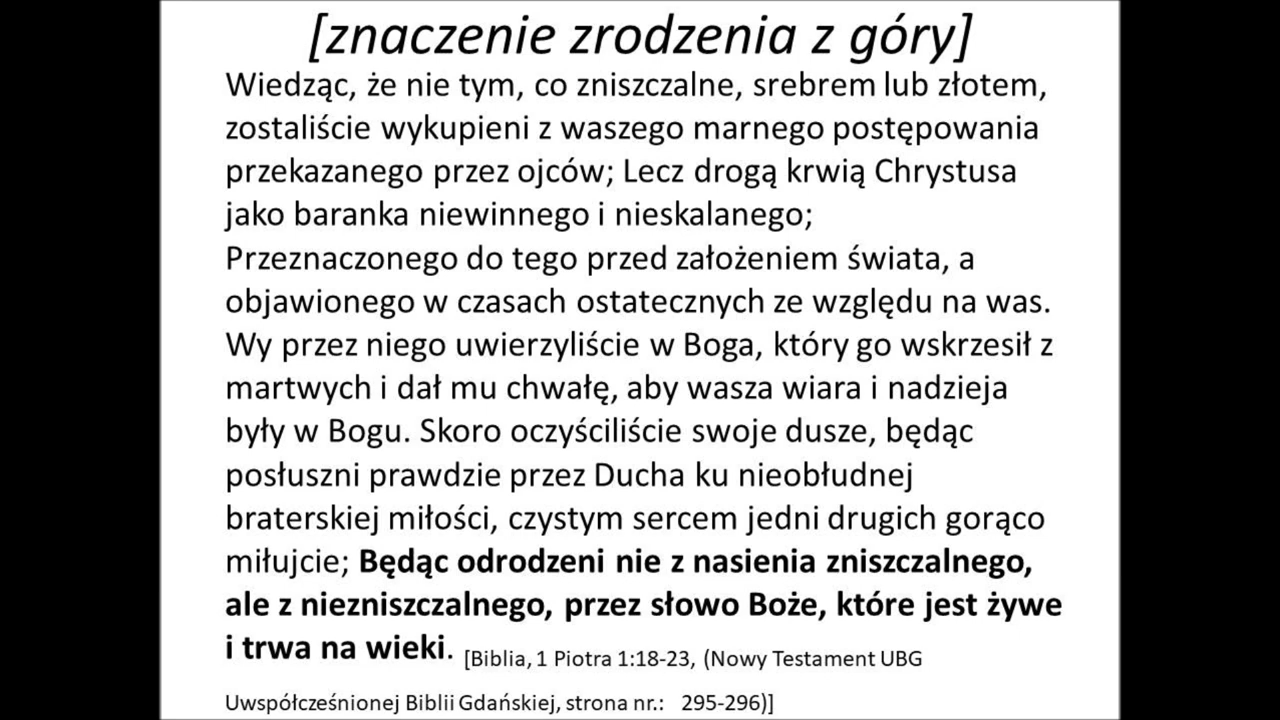 [znaczenie zrodzenia z góry]
Wiedząc, że nie tym, co zniszczalne, srebrem lub złotem,
zostaliście wykupieni z waszego marnego postępowania
przekazanego przez ojców; Lecz drogą krwią Chrystusa
jako baranka niewinnego i nieskalanego;
Przeznaczonego do tego przed założeniem świata, a
objawionego w czasach ostatecznych ze względu na was.
Wy przez niego uwierzyliście w Boga, który go wskrzesił z
martwych i dał mu chwałę, aby wasza wiara i nadzieja
były w Bogu. Skoro oczyściliście swoje dusze, będąc
posłuszni prawdzie przez Ducha ku nieobłudnej
braterskiej miłości, czystym sercem jedni drugich gorąco
miłujcie; Będąc odrodzeni nie z nasienia zniszczalnego,
ale z niezniszczalnego, przez słowo Boże, które jest żywe
i trwa na wieki. [Biblia, 1 Piotra 1:18-23, (Nowy Testament UBG
Uwspółcześnionej Biblii Gdańskiej, strona nr.: 295-296)]